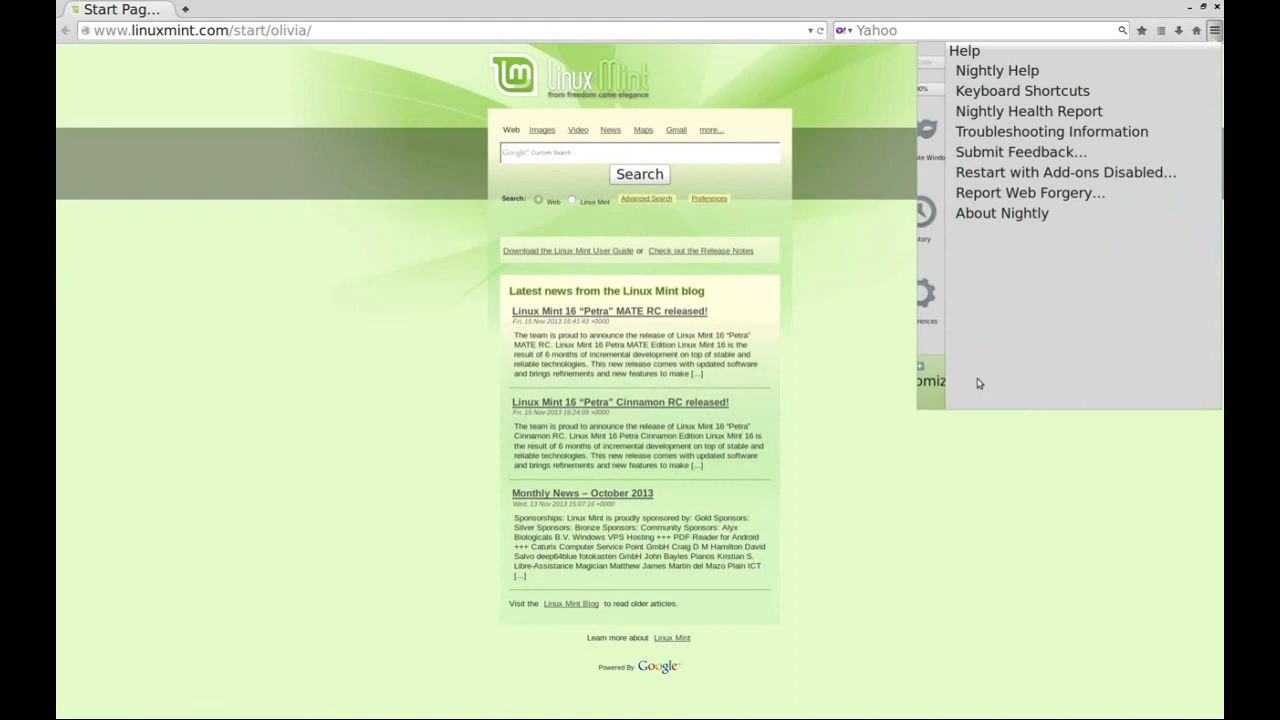 Start Pag...
www.linuxmint.com/start/olivia/
Yahoo
Linux Mint
from freedom came elegance
Web Images Video News Maps Gmail more...
Google™ Custom Search
Search
Search: Web Linux Mint Advanced Search Preferences
Download the Linux Mint User Guide or Check out the Release Notes
Latest news from the Linux Mint blog
Linux Mint 16 “Petra” MATE RC released!
Fri, 15 Nov 2013 16:41:43 +0000
The team is proud to announce the release of Linux Mint 16 “Petra”
MATE RC. Linux Mint 16 Petra MATE Edition Linux Mint 16 is the
result of 6 months of incremental development on top of stable and
reliable technologies. This new release comes with updated software
and brings refinements and new features to make [...]
Linux Mint 16 “Petra” Cinnamon RC released!
Fri, 15 Nov 2013 16:24:09 +0000
The team is proud to announce the release of Linux Mint 16 “Petra”
Cinnamon RC. Linux Mint 16 Petra Cinnamon Edition Linux Mint 16 is
the result of 6 months of incremental development on top of stable and
reliable technologies. This new release comes with updated software
and brings refinements and new features to make [...]
Monthly News – October 2013
Wed, 13 Nov 2013 15:07:16 +0000
Sponsorships: Linux Mint is proudly sponsored by: Gold Sponsors:
Silver Sponsors: Bronze Sponsors: Community Sponsors: Alyx
Biologicals B.V. Windows VPS Hosting +++ PDF Reader for Android
+++ Caturix Computer Service Point GmbH Craig D M Hamilton David
Salvo deep64blue fotokasten GmbH John Bayles Pianos Kristian S.
Libre-Assistance Magician Matthew James Martin del Mazo Plain ICT
[...]
Visit the Linux Mint Blog to read older articles.
Learn more about Linux Mint
Powered By Google™
Copy
0%
ate Windo
tory
rences
omiz
Help
Nightly Help
Keyboard Shortcuts
Nightly Health Report
Troubleshooting Information
Submit Feedback...
Restart with Add-ons Disabled...
Report Web Forgery...
About Nightly